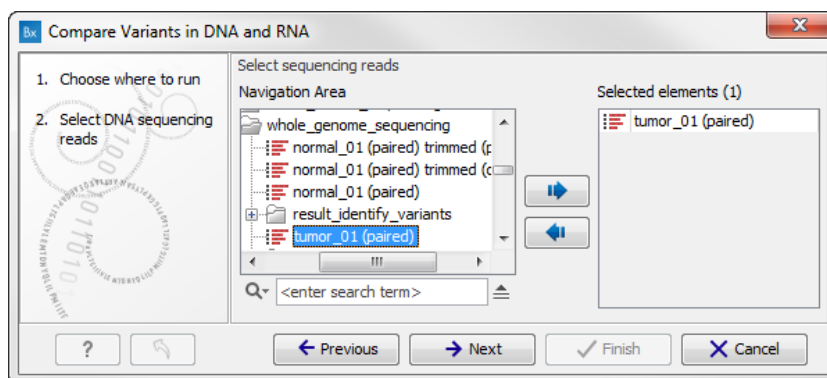 Bx Compare Variants in DNA and RNA
1. Choose where to run
2. Select DNA sequencing
reads
Select sequencing reads
Navigation Area
whole_genome_sequencing
normal_01 (paired) trimmed (p
normal_01 (paired) trimmed (c
normal_01 (paired)
result_identify_variants
tumor_01 (paired)
<enter search term>
Selected elements (1)
tumor_01 (paired)
?
Previous
Next
Finish
Cancel